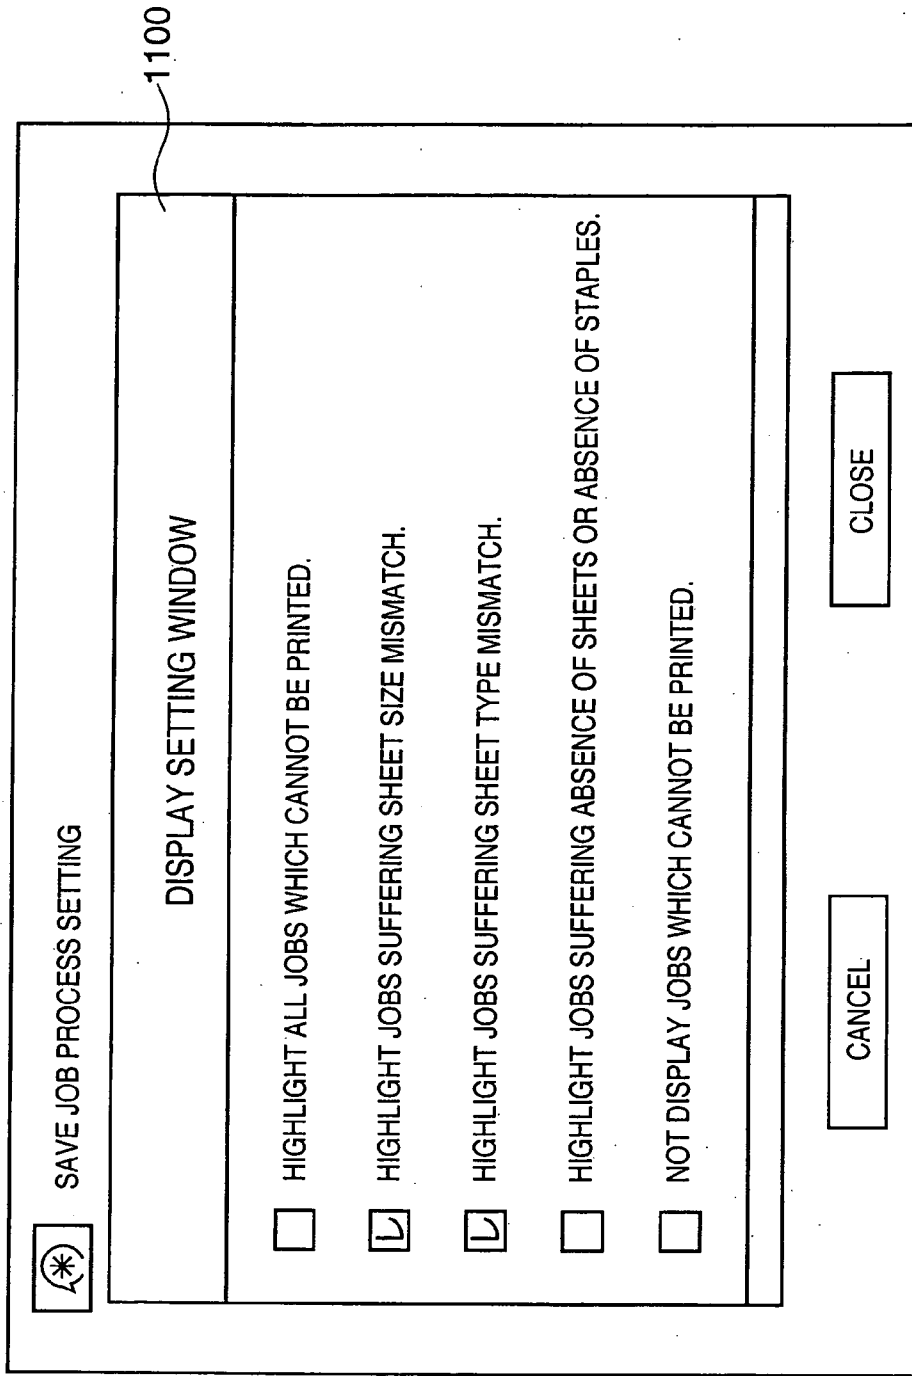 1100
SAVE JOB PROCESS SETTING
DISPLAY SETTING WINDOW
HIGHLIGHT ALL JOBS WHICH CANNOT BE PRINTED.
HIGHLIGHT JOBS SUFFERING SHEET SIZE MISMATCH.
HIGHLIGHT JOBS SUFFERING SHEET TYPE MISMATCH.
HIGHLIGHT JOBS SUFFERING ABSENCE OF SHEETS OR ABSENCE OF STAPLES.
NOT DISPLAY JOBS WHICH CANNOT BE PRINTED.
CANCEL
CLOSE